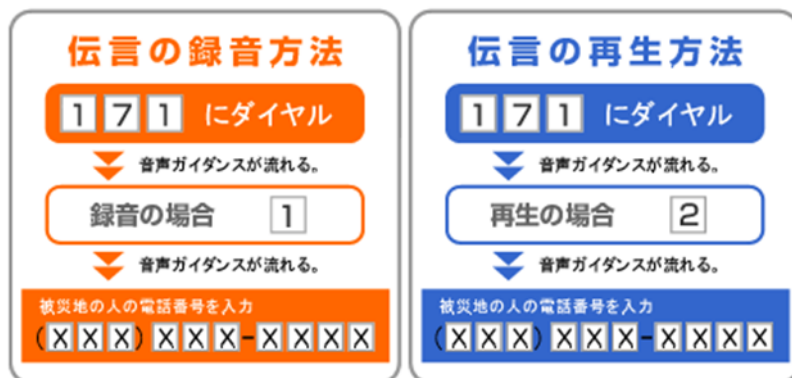 伝言の録音方法
171 にダイヤル
音声ガイダンスが流れる。
録音の場合 1
音声ガイダンスが流れる。
被災地の人の電話番号を入力
(XXX)XXX-XXXX
伝言の再生方法
171 にダイヤル
音声ガイダンスが流れる。
再生の場合 2
音声ガイダンスが流れる。
被災地の人の電話番号を入力
(XXX)XXX-XXXX